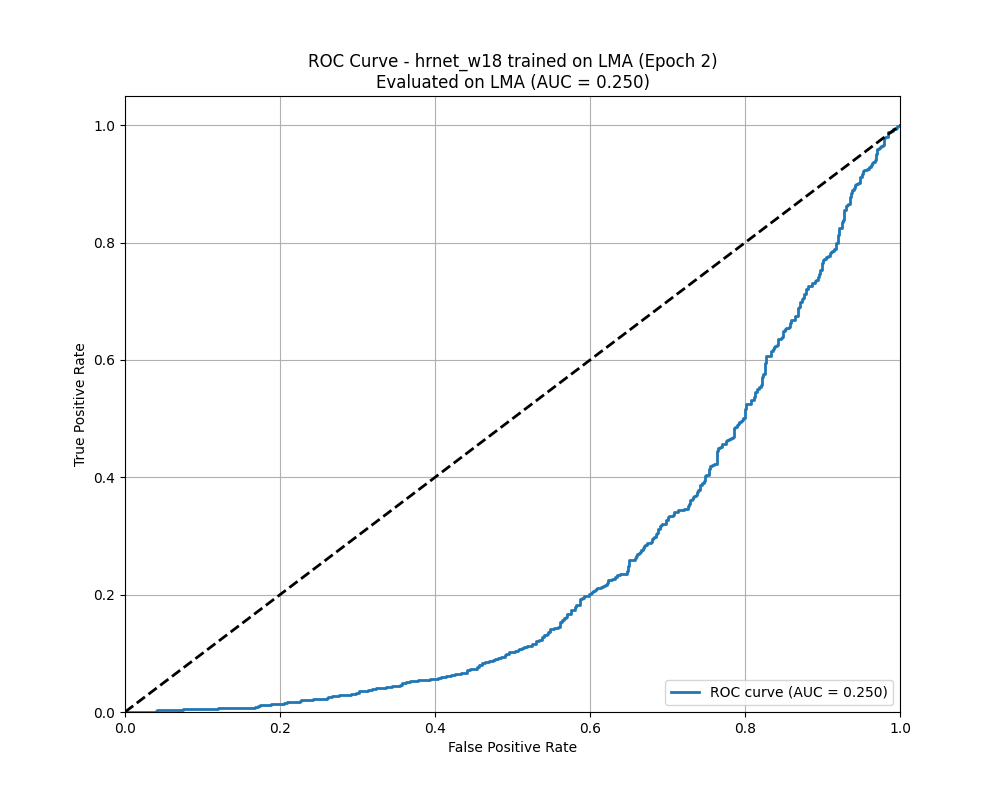 ROC Curve - hrnet_w18 trained on LMA (Epoch 2)
Evaluated on LMA (AUC = 0.250)
True Positive Rate
1.0
0.8
0.6
0.4
0.2
0.0
0.0 0.2 0.4 0.6 0.8 1.0
False Positive Rate
ROC curve (AUC = 0.250)